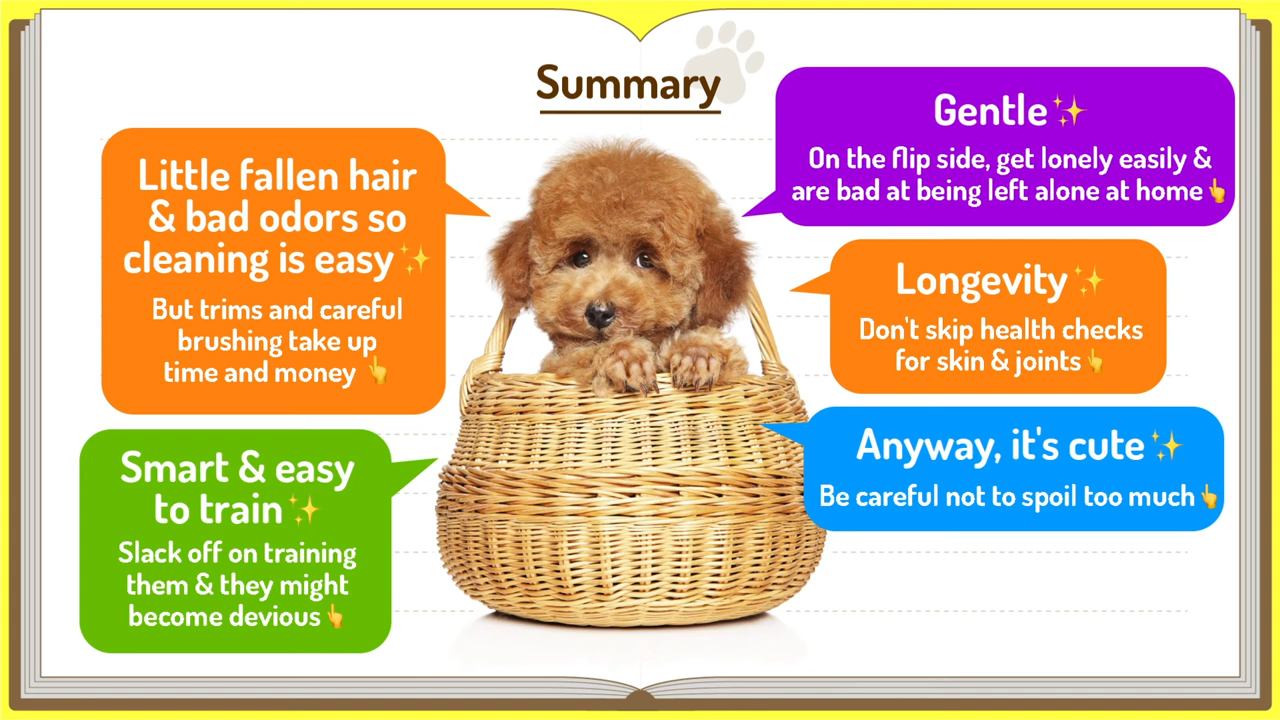 Summary
Little fallen hair
& bad odors so
cleaning is easy✨
But trims and careful
brushing take up
time and money 👆
Smart & easy
to train✨
Slack off on training
them & they might
become devious👆
Gentle✨
On the flip side, get lonely easily &
are bad at being left alone at home👆
Longevity✨
Don't skip health checks
for skin & joints👆
Anyway, it's cute✨
Be careful not to spoil too much👆